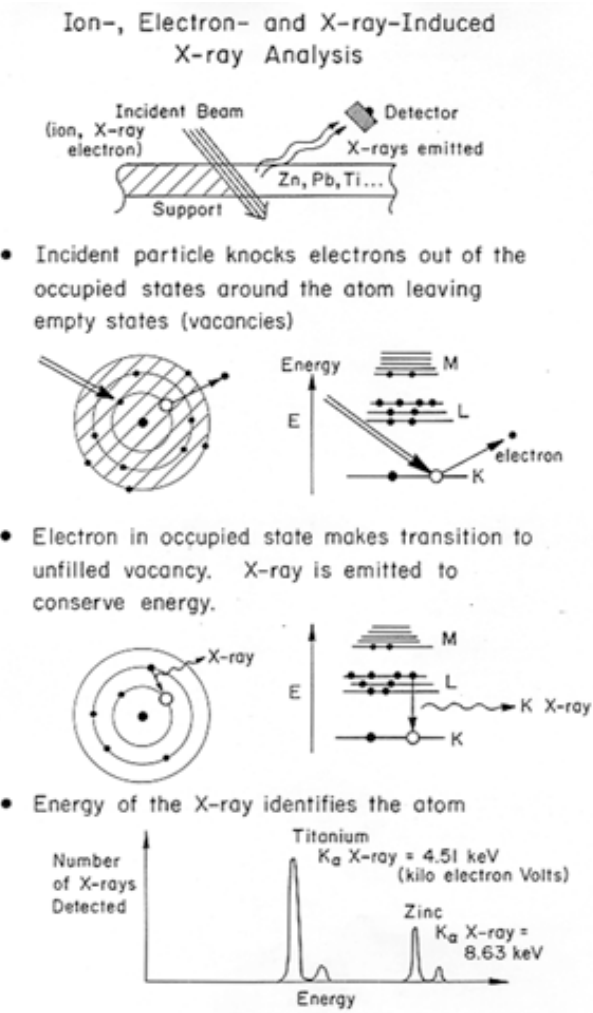 Ion-, Electron- and X-ray-Induced
X-ray Analysis
Incident Beam
(ion, X-ray
electron)
Detector
X-rays emitted
Zn, Pb, Ti...
Support
• Incident particle knocks electrons out of the
occupied states around the atom leaving
empty states (vacancies)
Energy
M
E
L
electron
K
• Electron in occupied state makes transition to
unfilled vacancy. X-ray is emitted to
conserve energy.
X-ray
M
E
L
K X-ray
K
• Energy of the X-ray identifies the atom
Number
of X-rays
Detected
Titanium
Kα X-ray = 4.51 keV
(kilo electron Volts)
Zinc
Kα X-ray =
8.63 keV
Energy